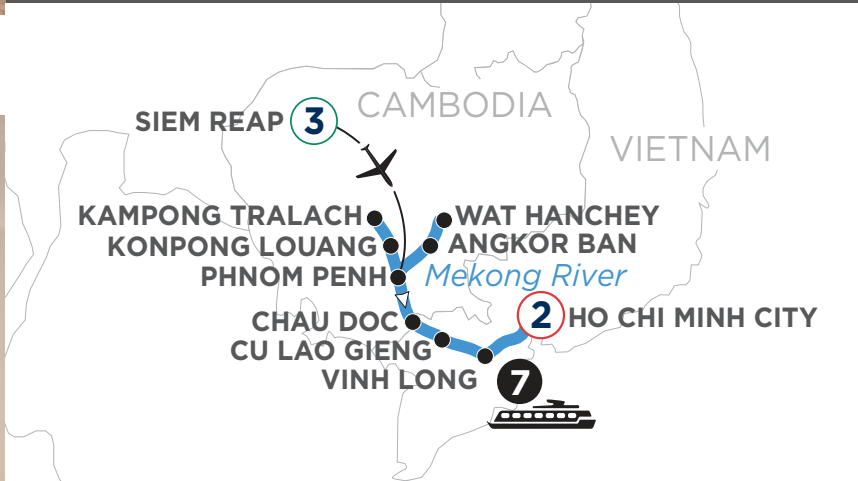 CAMBODIA
SIEM REAP 3
VIETNAM
KAMPONG TRALACH
WAT HANCHEY
KONPONG LOUANG
ANGKOR BAN
PHNOM PENH
Mekong River
CHAU DOC
2 HO CHI MINH CITY
CU LAO GIENG
VINH LONG
7